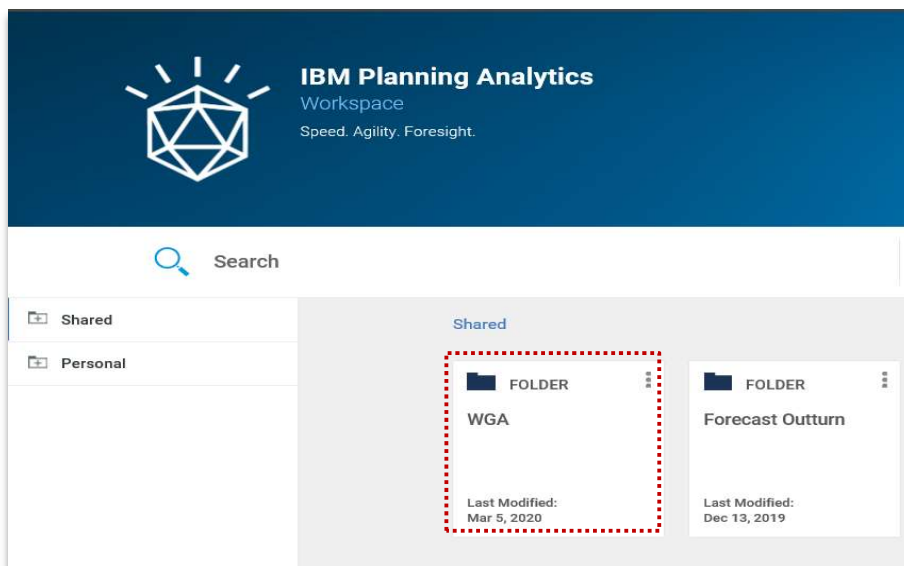 IBM Planning Analytics
Workspace
Speed. Agility. Foresight.
Search
Shared
Personal
Shared
FOLDER
WGA
Last Modified:
Mar 5, 2020
FOLDER
Forecast Outturn
Last Modified:
Dec 13, 2019